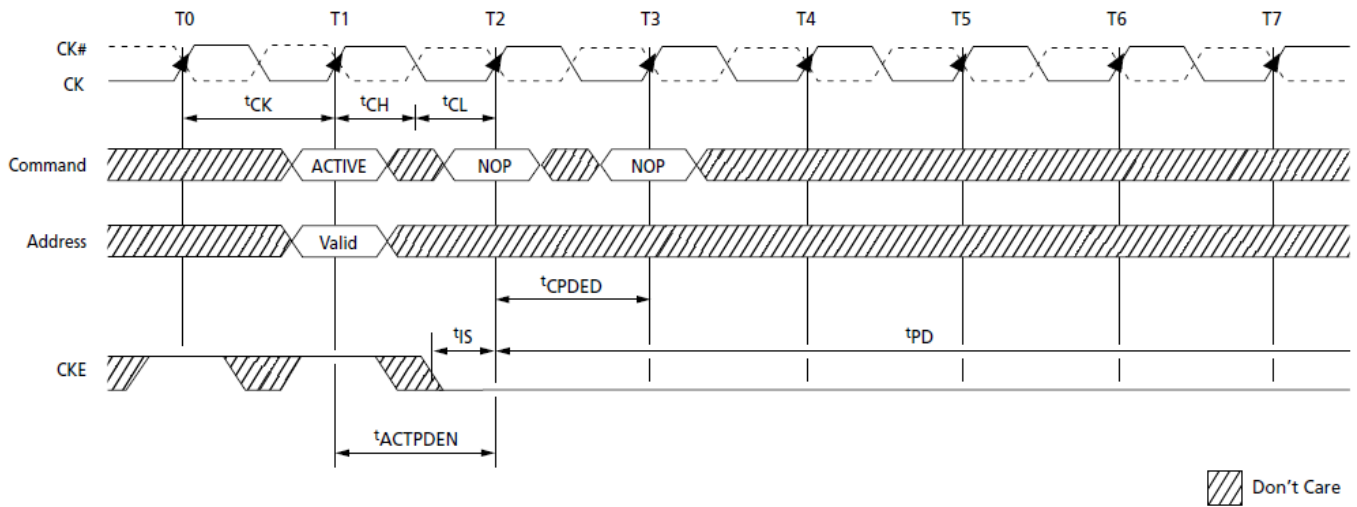 T0 T1 T2 T3 T4 T5 T6 T7
CK#
CK
tCK tCH tCL
Command ACTIVE NOP NOP
Address Valid
tCPDED
tIS tPD
CKE
tACTPDEN
Don't Care